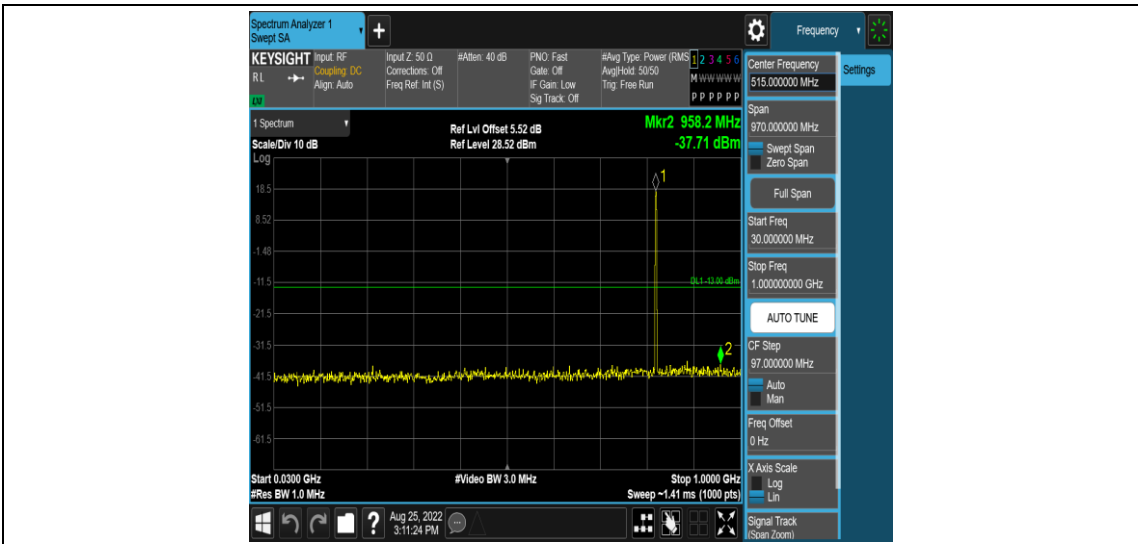 Spectrum Analyzer 1
Swept SA
+
Frequency
KEYSIGHT
RL
LXI
Input: RF
Coupling: DC
Align: Auto
Input Z: 50 Ω
Corrections: Off
Freq Ref: Int (S)
#Atten: 40 dB
PNO: Fast
Gate: Off
IF Gain: Low
Sig Track: Off
#Avg Type: Power (RMS
Avg|Hold: 50/50
Trig: Free Run
1 2 3 4 5 6
M W W W W W
P P P P P P
Center Frequency
515.000000 MHz
Settings
Span
970.000000 MHz
Swept Span
Zero Span
Full Span
Start Freq
30.000000 MHz
Stop Freq
1.000000000 GHz
AUTO TUNE
CF Step
97.000000 MHz
Auto
Man
Freq Offset
0 Hz
X Axis Scale
Log
Lin
Signal Track
(Span Zoom)
1 Spectrum
Scale/Div 10 dB
Log
Ref Lvl Offset 5.52 dB
Ref Level 28.52 dBm
Mkr2 958.2 MHz
-37.71 dBm
1
18.5
8.52
-1.48
-11.5
DL1 -13.00 dBm
-21.5
-31.5
2
-41.5
-51.5
-61.5
Start 0.0300 GHz
#Res BW 1.0 MHz
#Video BW 3.0 MHz
Stop 1.0000 GHz
Sweep ~1.41 ms (1000 pts)
?
Aug 25, 2022
3:11:24 PM